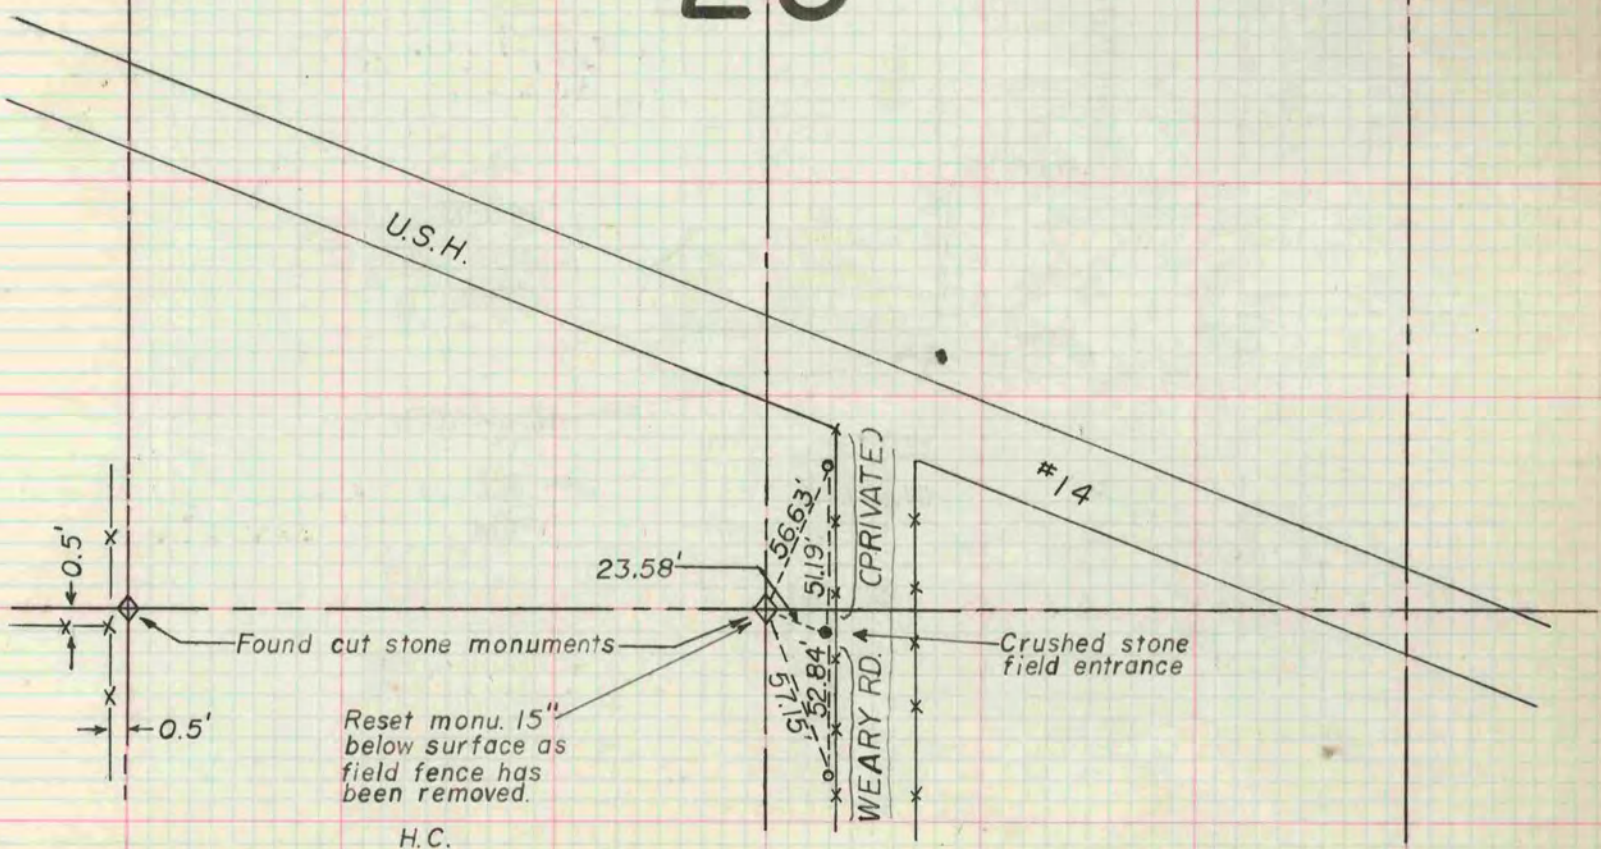 U.S.H.
#14
0.5'
56.63'
51.19'
(PRIVATE)
23.58'
Found cut stone monuments
Crushed stone
field entrance
52.84'
57.15'
WEARY RD.
0.5'
Reset monu. 15"
below surface as
field fence has
been removed.
H.C.